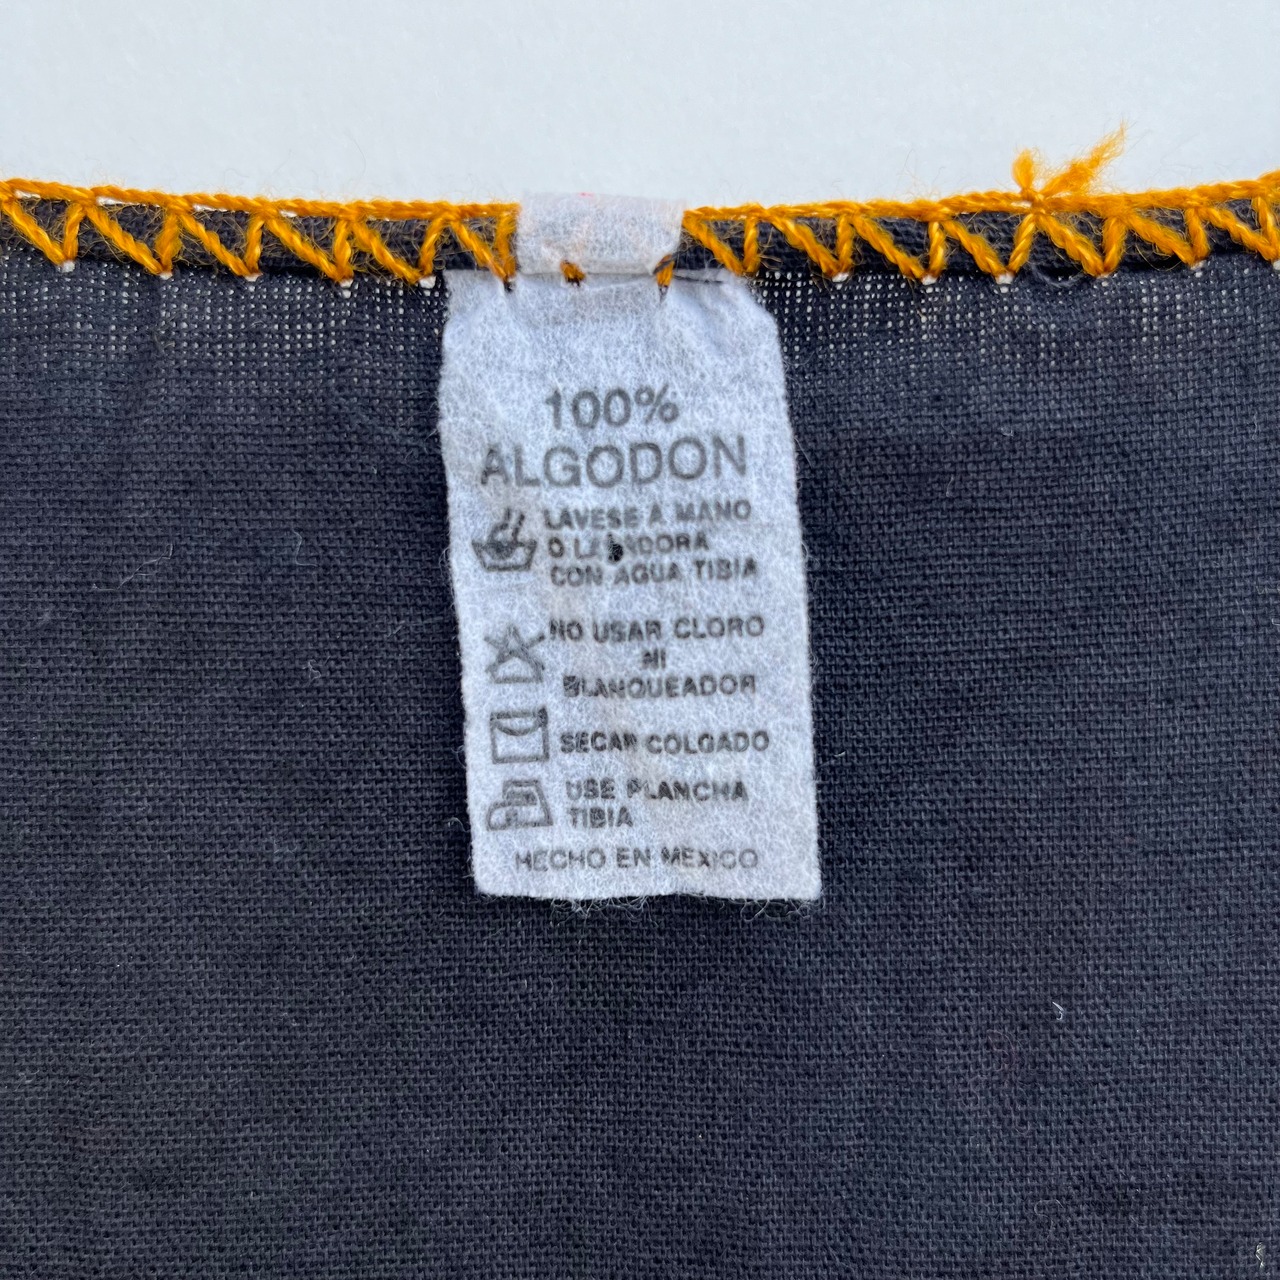 100%
ALGODON
LAVESE A MANO
O LAVADORA
CON AGUA TIBIA
NO USAR CLORO
NI
BLANQUEADOR
SECAR COLGADO
USE PLANCHA
TIBIA
HECHO EN MEXICO